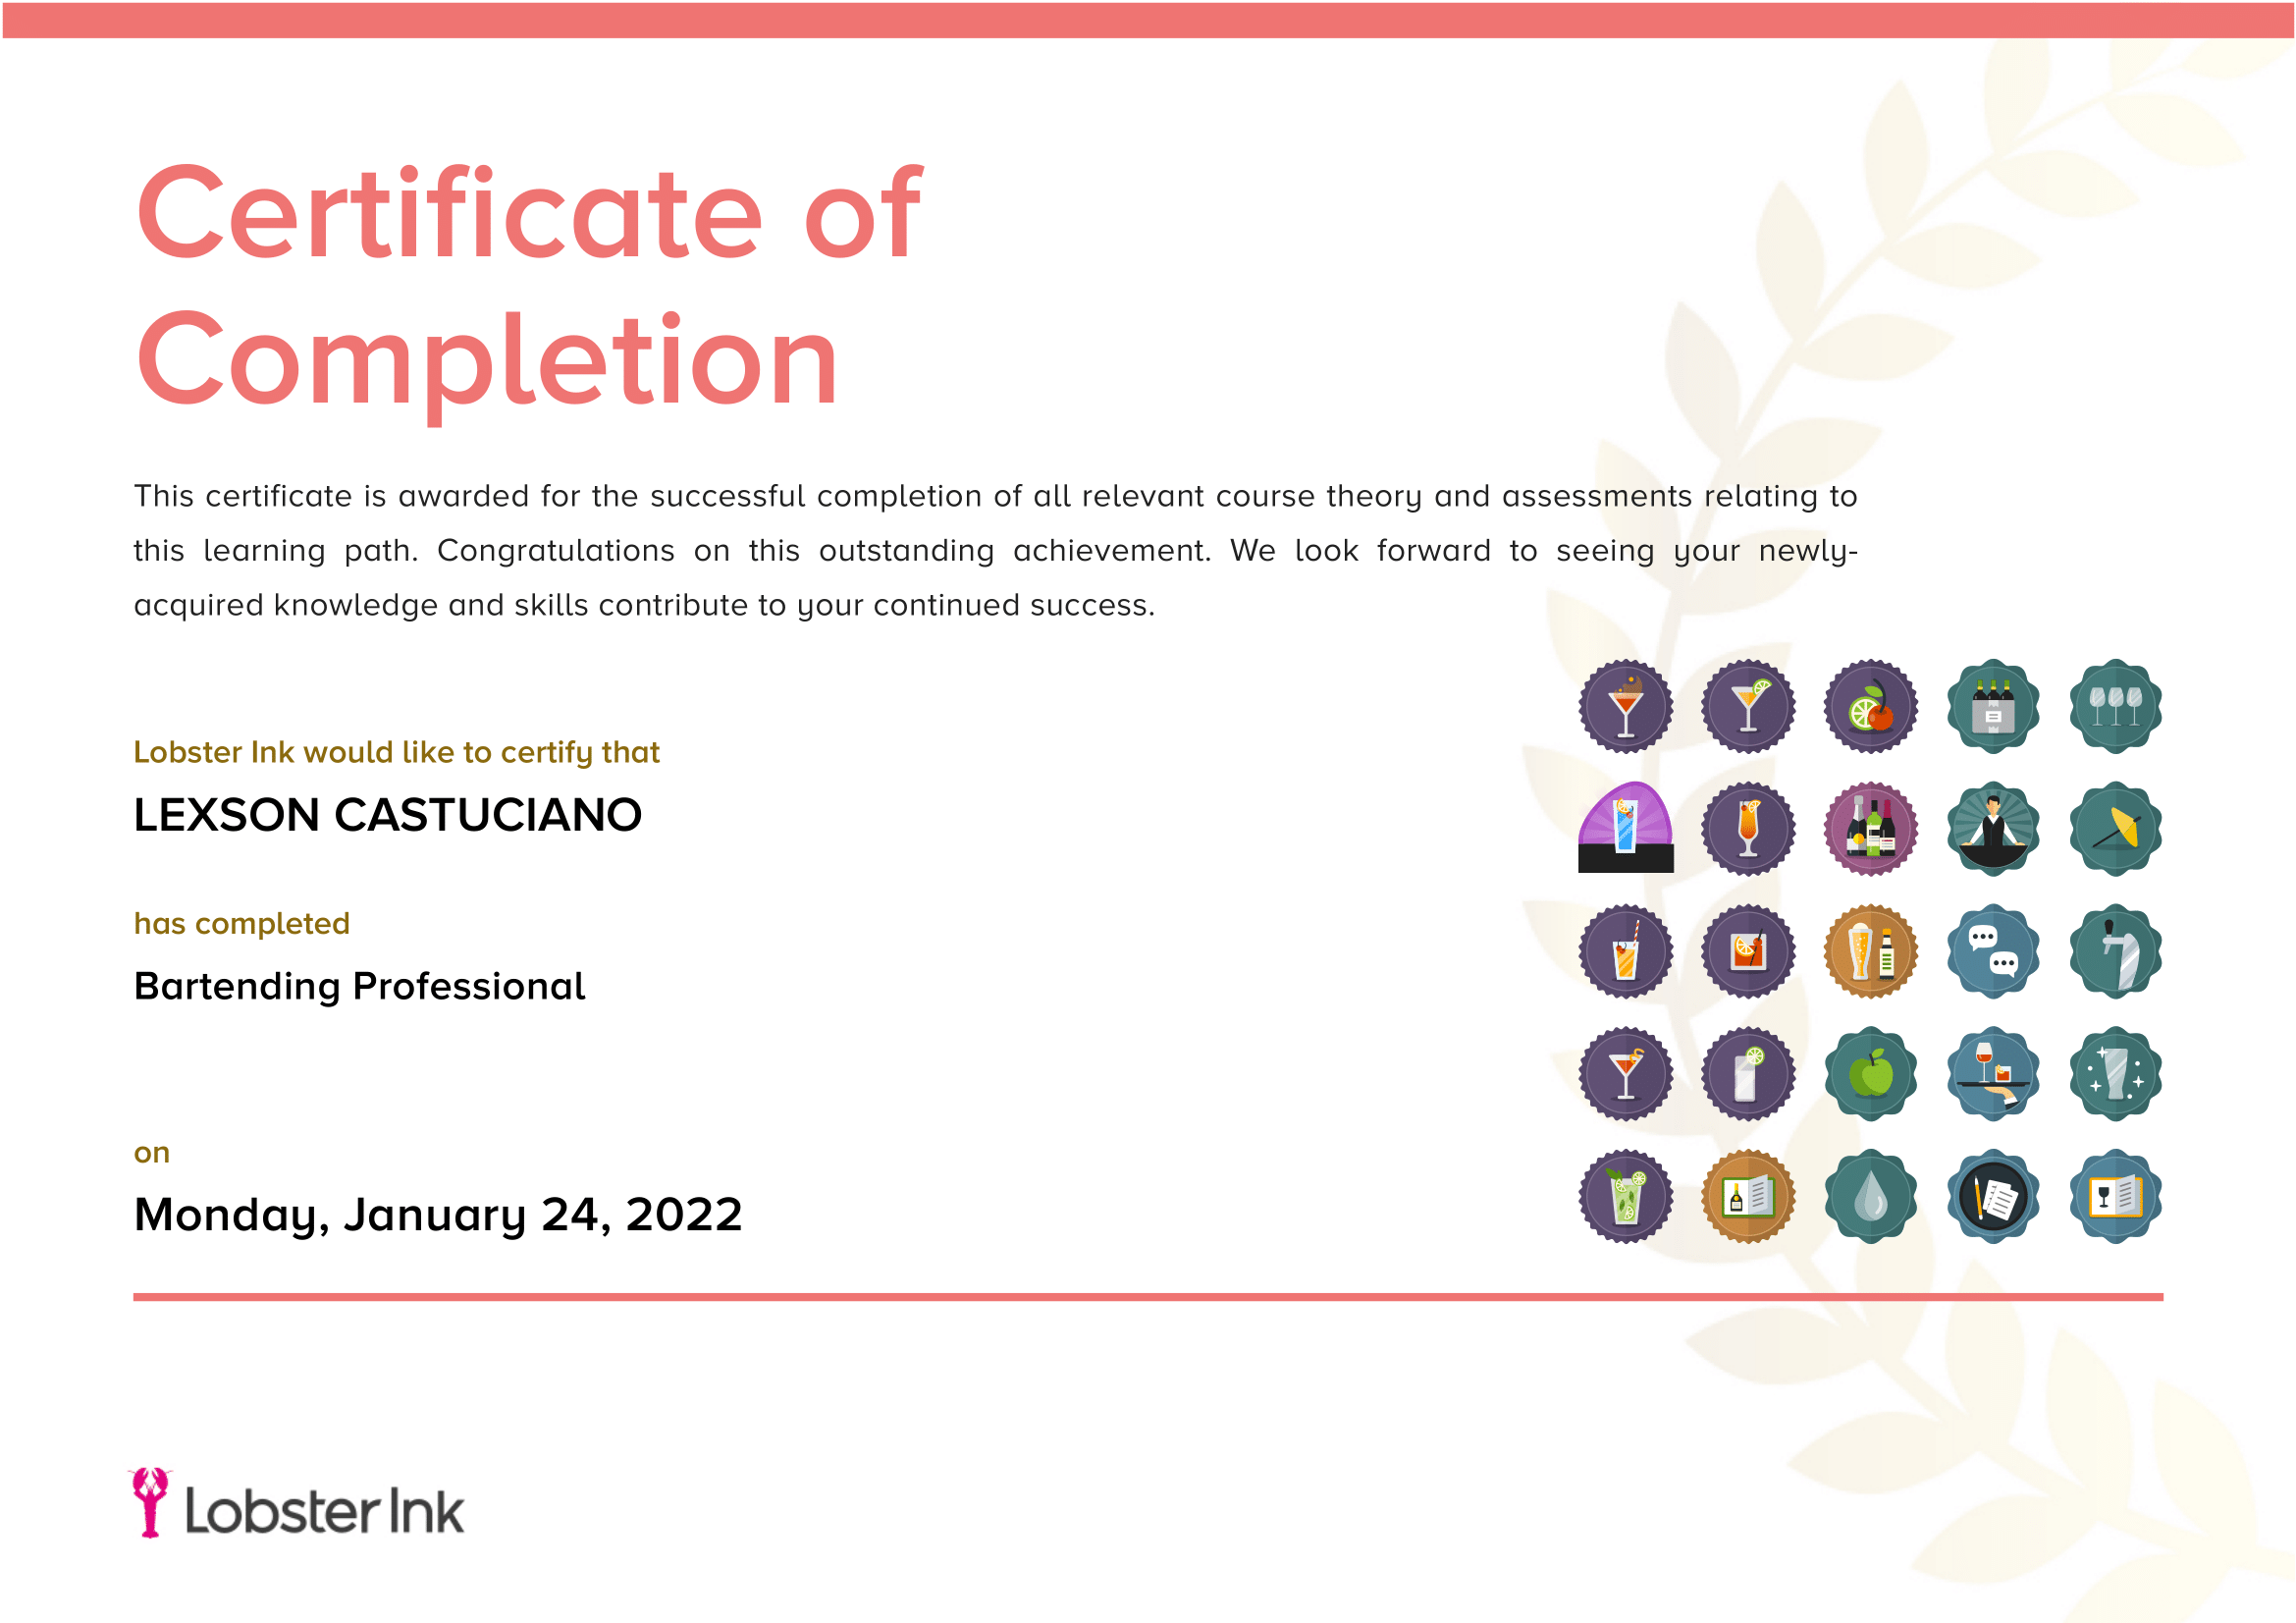 Certificate of
Completion
This certificate is awarded for the successful completion of all relevant course theory and assessments relating to
this learning path. Congratulations on this outstanding achievement. We look forward to seeing your newly-
acquired knowledge and skills contribute to your continued success.
Lobster Ink would like to certify that
LEXSON CASTUCIANO
has completed
Bartending Professional
on
Monday, January 24, 2022
Lobster Ink